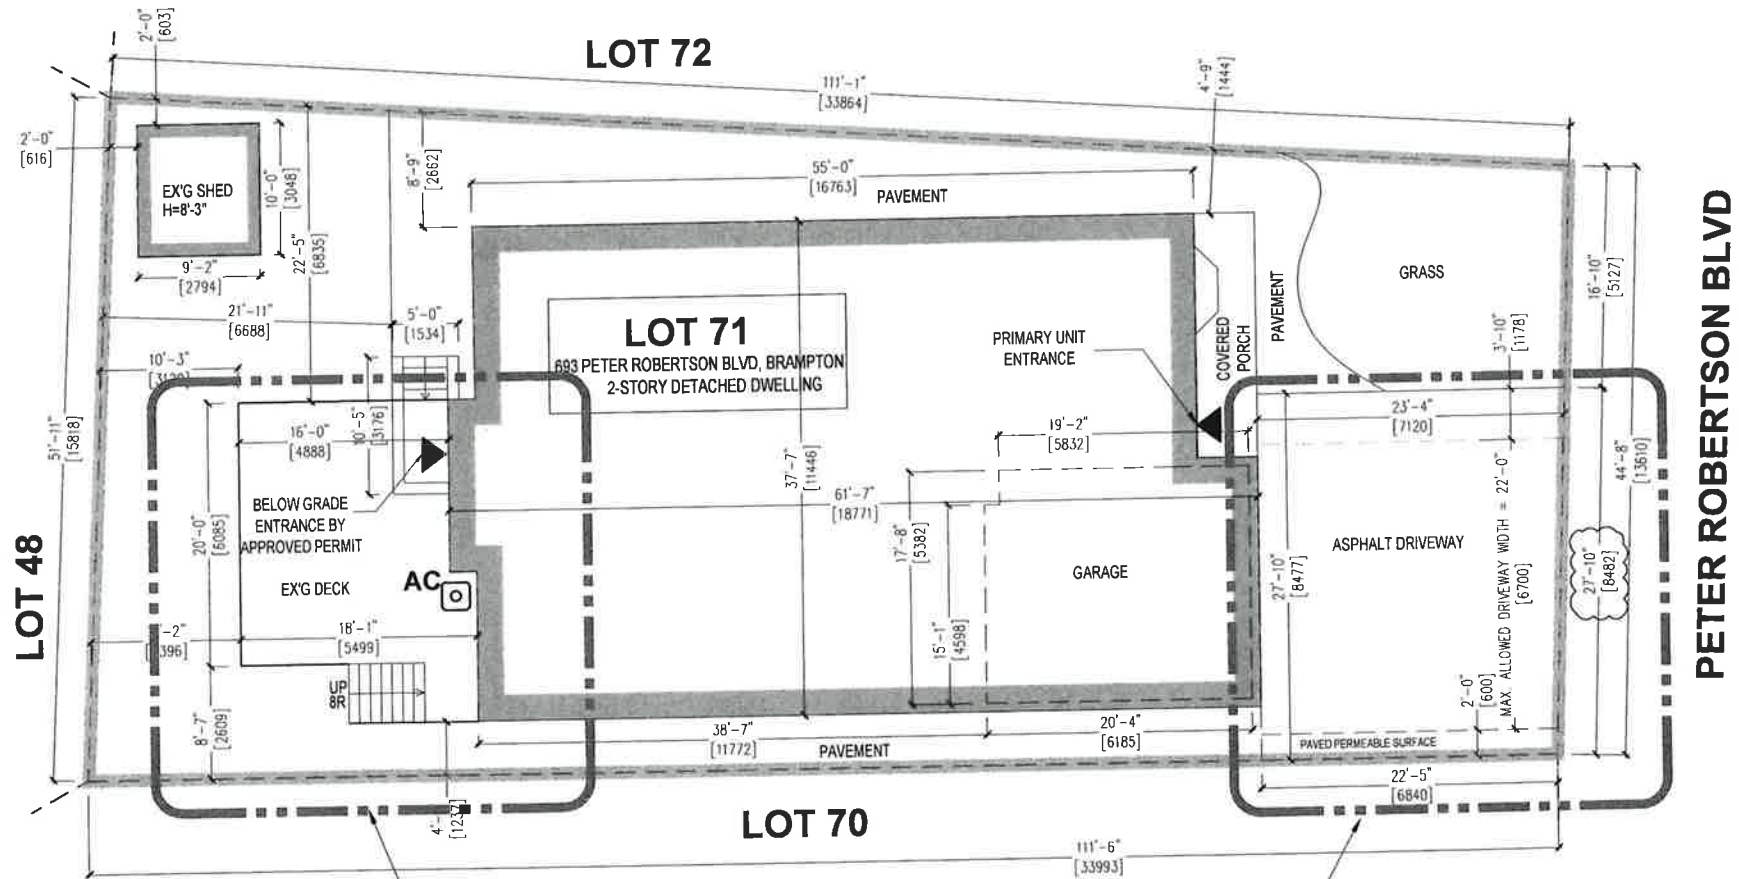 LOT 72
2'-0"
[603]
111'-1"
[33864]
4'-9"
[1444]
2'-0"
[616]
EX'G SHED
H=8'-3"
10'-0"
[3048]
9'-2"
[2794]
22'-5"
[6835]
8'-9"
[2662]
55'-0"
[16763]
PAVEMENT
21'-11"
[6688]
5'-0"
[1534]
10'-3"
LOT 71
693 PETER ROBERTSON BLVD, BRAMPTON
2-STORY DETACHED DWELLING
PRIMARY UNIT
ENTRANCE
COVERED
PORCH
PAVEMENT
GRASS
16'-10"
[5127]
3'-10"
[1178]
PETER ROBERTSON BLVD
51'-11"
[15818]
16'-0"
[4888]
10'-5"
[3176]
37'-7"
[11446]
19'-2"
[5832]
23'-4"
[7120]
44'-8"
[13610]
61'-7"
[18771]
BELOW GRADE
ENTRANCE BY
APPROVED PERMIT
20'-0"
[6085]
17'-8"
[5382]
ASPHALT DRIVEWAY
MAX. ALLOWED DRIVEWAY WIDTH = 22'-0"
[6700]
27'-10"
[8477]
27'-10"
[8482]
LOT 48
EX'G DECK
AC
GARAGE
15'-1"
[4598]
-2"
396]
18'-1"
[5499]
UP
8R
8'-7"
[2609]
2'-0"
[600]
38'-7"
[11772]
PAVEMENT
20'-4"
[6185]
PAVED PERMEABLE SURFACE
22'-5"
[6840]
4'-
[1237]
LOT 70
111'-6"
[33993]